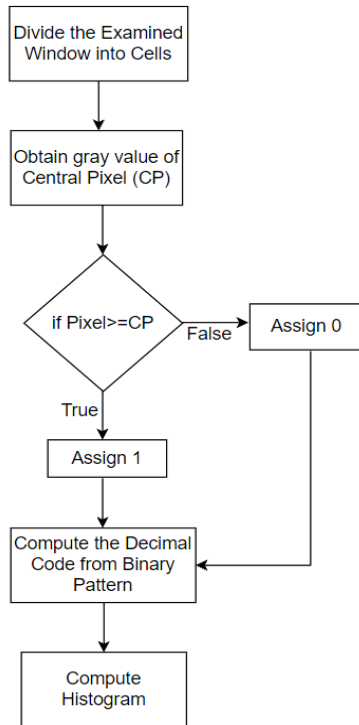 Divide the Examined
Window into Cells
Obtain gray value of
Central Pixel (CP)
if Pixel>=CP
False
Assign 0
True
Assign 1
Compute the Decimal
Code from Binary
Pattern
Compute
Histogram